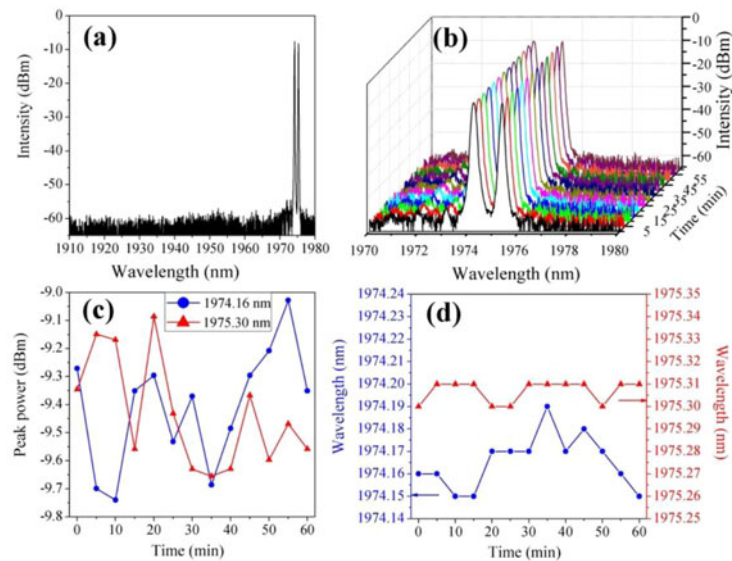 (a)
Intensity (dBm)
0
-10
-20
-30
-40
-50
-60
1910 1920 1930 1940 1950 1960 1970 1980
Wavelength (nm)
(b)
0
-10
-20
-30
-40
-50
-60
Intensity (dBm)
5 15 25 35 45 55
Time (min)
1970 1972 1974 1976 1978 1980
Wavelength (nm)
(c)
1974.16 nm
1975.30 nm
Peak power (dBm)
-9.0
-9.1
-9.2
-9.3
-9.4
-9.5
-9.6
-9.7
-9.8
0 10 20 30 40 50 60
Time (min)
(d)
Wavelength (nm)
1974.24
1974.23
1974.22
1974.21
1974.20
1974.19
1974.18
1974.17
1974.16
1974.15
1974.14
1975.35
1975.34
1975.33
1975.32
1975.31
1975.30
1975.29
1975.28
1975.27
1975.26
1975.25
Wavelength (nm)
0 10 20 30 40 50 60
Time (min)